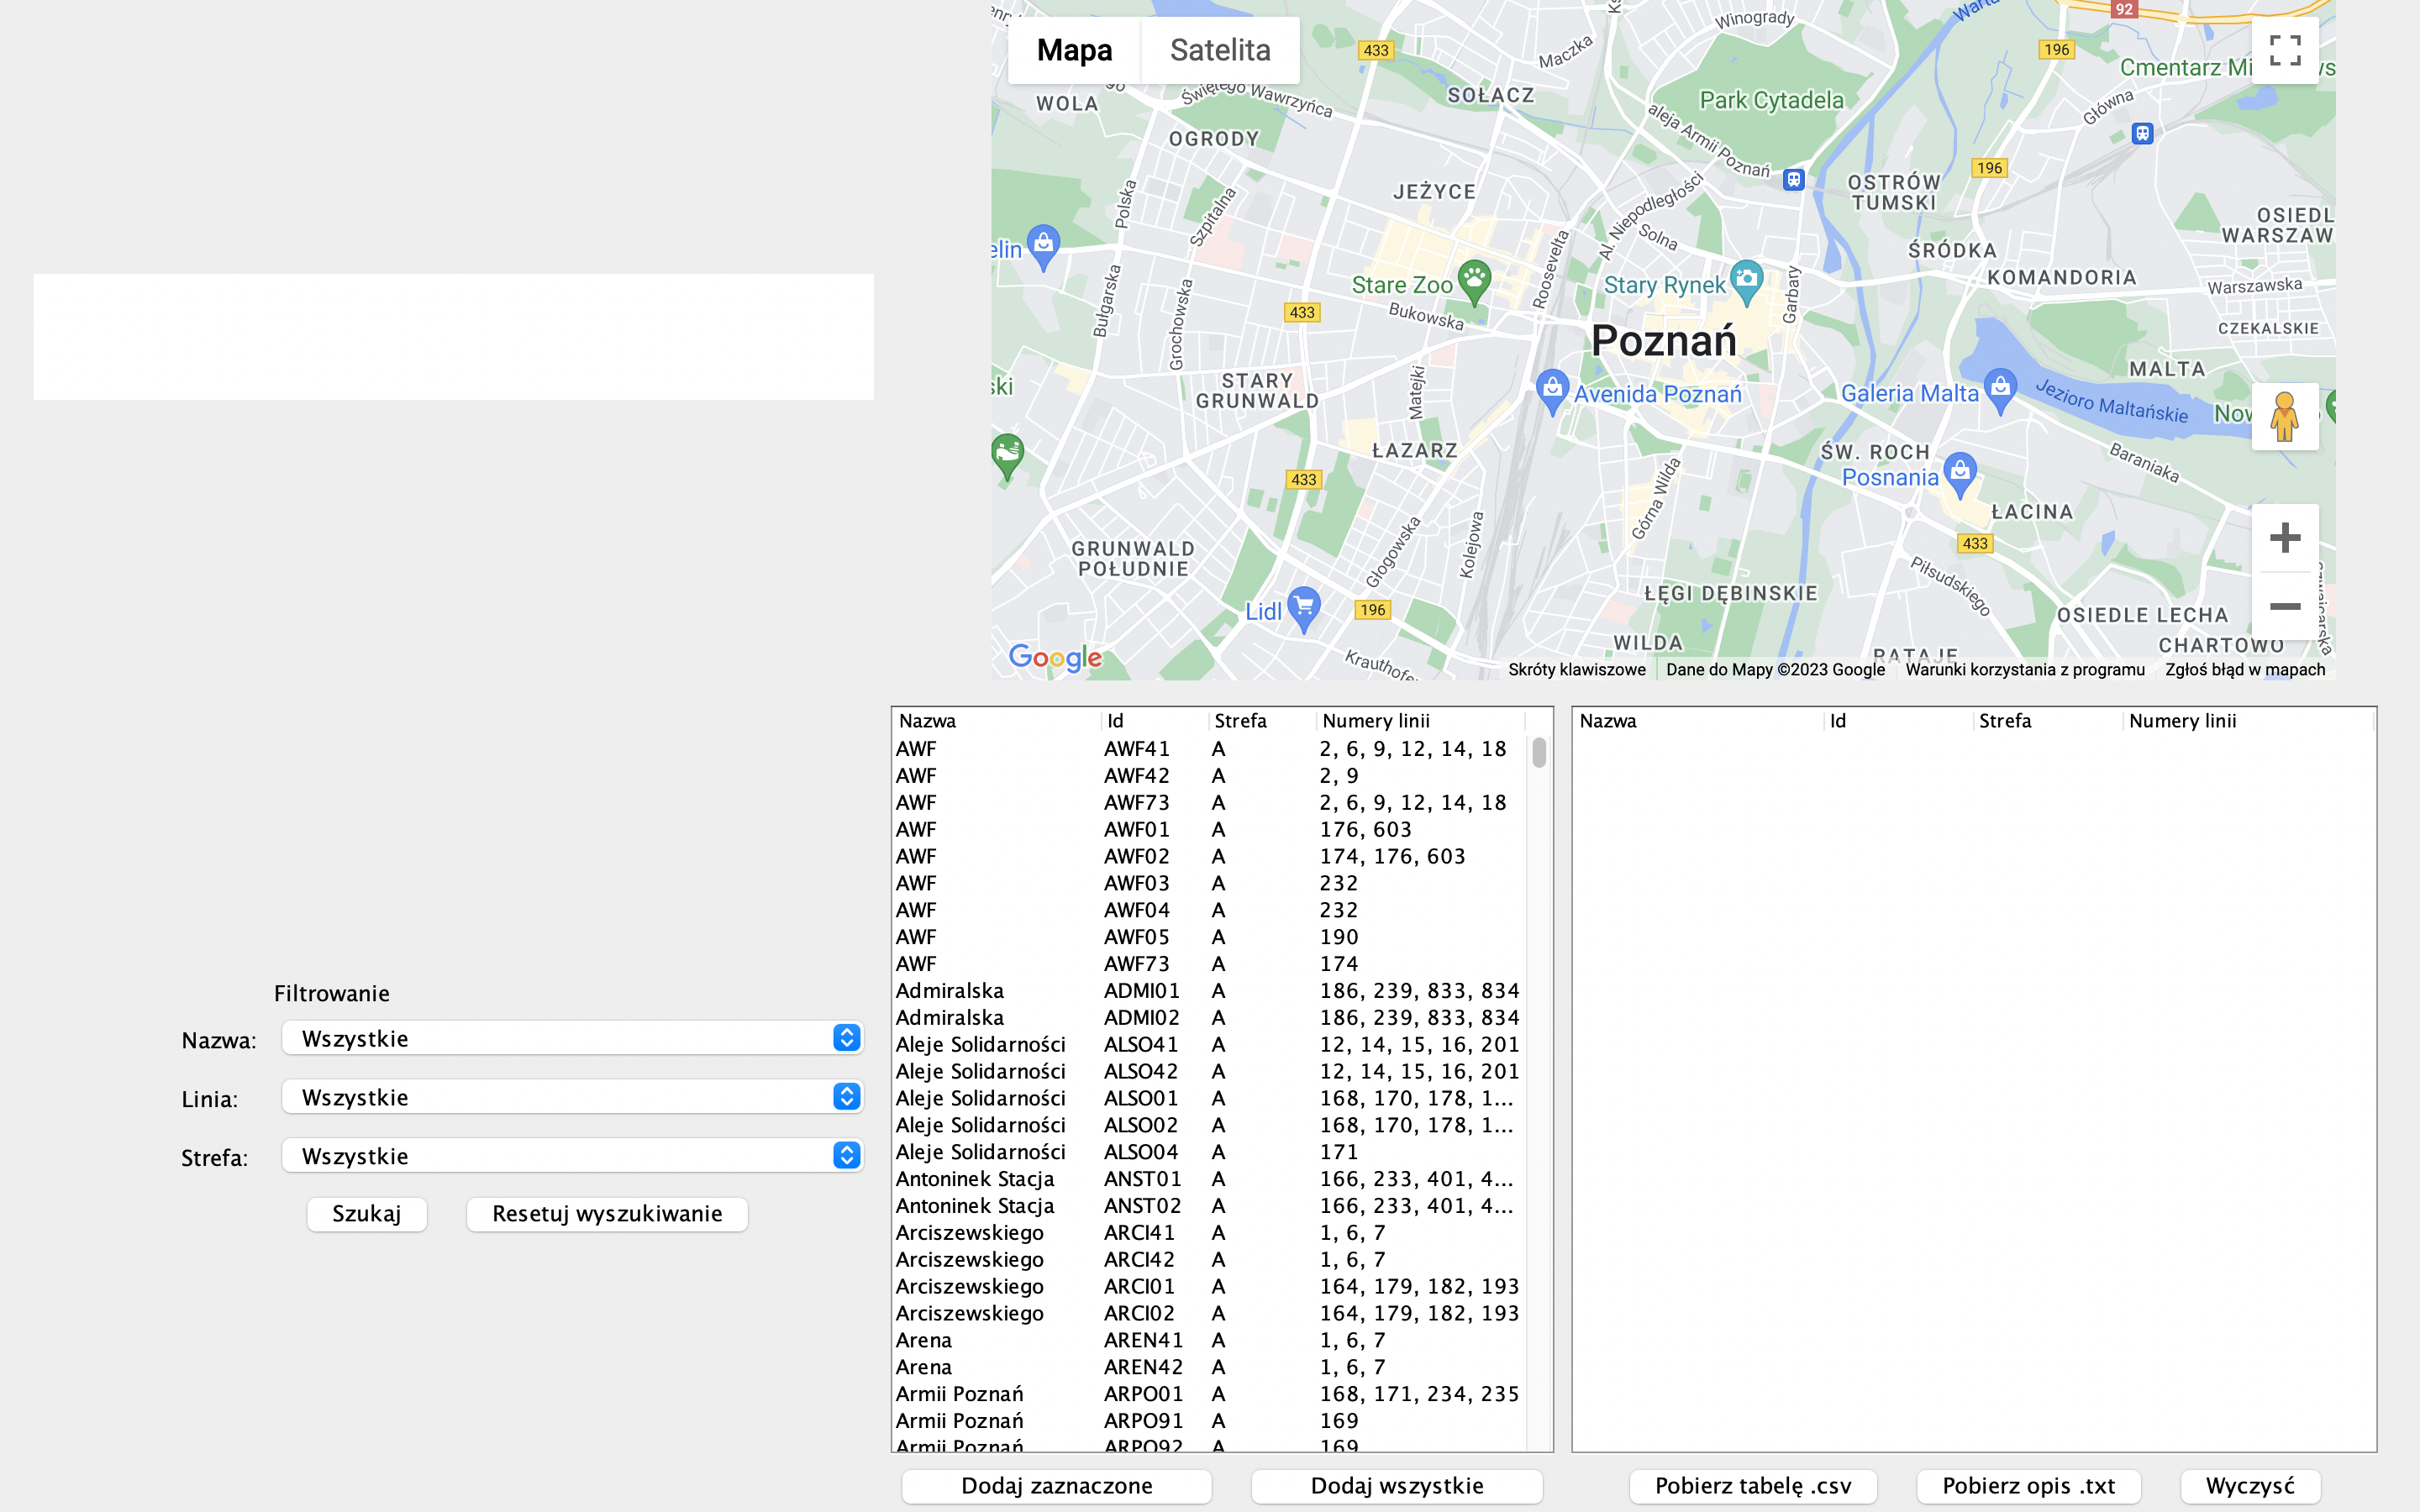 Mapa
Satelita
433
Winogrady
Warta
92
196
Maczka
Cmentarz
WOLA
Świętego Wawrzyńca
SOŁACZ
Park Cytadela
Główna
OGRODY
aleja Armii Poznań
196
JEŻYCE
OSTRÓW
TUMSKI
Polska
Szpitalna
Al. Niepodległości
Solna
ŚRÓDKA
OSIEDL
WARSZAW
elin
Stare Zoo
Roosevelta
Stary Rynek
Garbary
KOMANDORIA
Warszawska
Bułgarska
Grochowska
433
Bukowska
Poznań
CZEKALSKIE
MALTA
ski
STARY
GRUNWALD
Matejki
Avenida Poznań
Galeria Malta
Jezioro Maltańskie
ŁAZARZ
ŚW. ROCH
Baraniaka
433
Górna Wilda
Posnania
ŁACINA
GRUNWALD
POŁUDNIE
Głogowska
Kolejowa
433
Piłsudskiego
Lidl
196
ŁĘGI DĘBINSKIE
OSIEDLE LECHA
WILDA
RATAJE
CHARTOWO
Google
Krauthofe
Skróty klawiszowe
Dane do Mapy ©2023 Google
Warunki korzystania z programu
Zgłoś błąd w mapach
Nazwa Id Strefa Numery linii
AWF AWF41 A 2, 6, 9, 12, 14, 18
AWF AWF42 A 2, 9
AWF AWF73 A 2, 6, 9, 12, 14, 18
AWF AWF01 A 176, 603
AWF AWF02 A 174, 176, 603
AWF AWF03 A 232
AWF AWF04 A 232
AWF AWF05 A 190
AWF AWF73 A 174
Admiralska ADMI01 A 186, 239, 833, 834
Admiralska ADMI02 A 186, 239, 833, 834
Aleje Solidarności ALSO41 A 12, 14, 15, 16, 201
Aleje Solidarności ALSO42 A 12, 14, 15, 16, 201
Aleje Solidarności ALSO01 A 168, 170, 178, 1...
Aleje Solidarności ALSO02 A 168, 170, 178, 1...
Aleje Solidarności ALSO04 A 171
Antoninek Stacja ANST01 A 166, 233, 401, 4...
Antoninek Stacja ANST02 A 166, 233, 401, 4...
Arciszewskiego ARCI41 A 1, 6, 7
Arciszewskiego ARCI42 A 1, 6, 7
Arciszewskiego ARCI01 A 164, 179, 182, 193
Arciszewskiego ARCI02 A 164, 179, 182, 193
Arena AREN41 A 1, 6, 7
Arena AREN42 A 1, 6, 7
Armii Poznań ARPO01 A 168, 171, 234, 235
Armii Poznań ARPO91 A 169
Armii Poznań ARPO92 A 169
Nazwa Id Strefa Numery linii
Filtrowanie
Nazwa: Wszystkie
Linia: Wszystkie
Strefa: Wszystkie
Szukaj
Resetuj wyszukiwanie
Dodaj zaznaczone
Dodaj wszystkie
Pobierz tabelę .csv
Pobierz opis .txt
Wyczysć